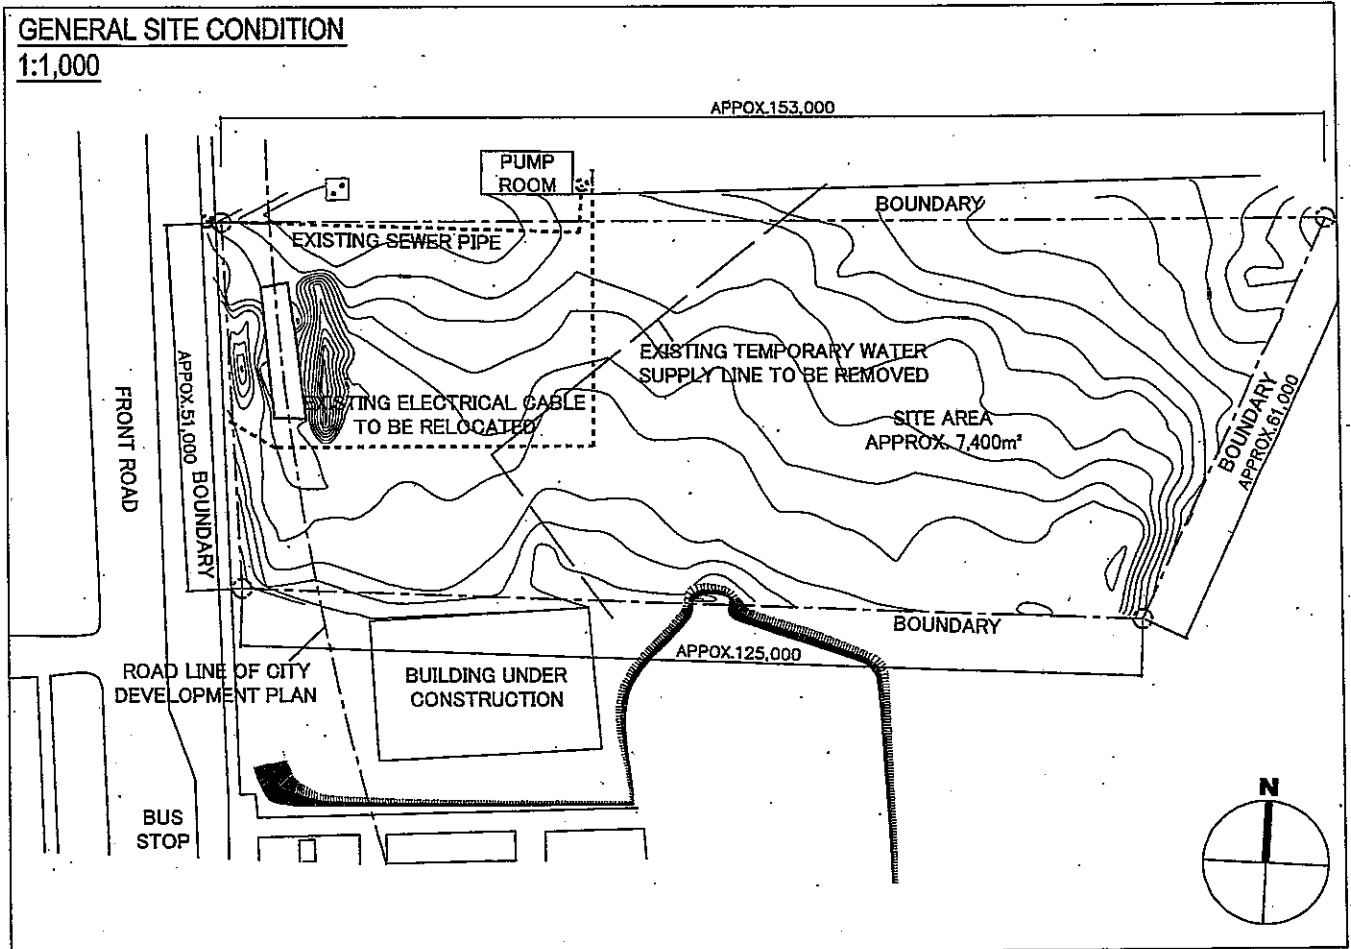 GENERAL SITE CONDITION
1:1,000
APPOX.153,000
PUMP
ROOM
BOUNDARY
EXISTING SEWER PIPE
EXISTING TEMPORARY WATER
SUPPLY LINE TO BE REMOVED
APPOX.51,000
BOUNDARY
FRONT ROAD
EXISTING ELECTRICAL CABLE
TO BE RELOCATED
SITE AREA
APPROX. 7,400m²
BOUNDARY
APPROX.61,000
BOUNDARY
APPOX.125,000
ROAD LINE OF CITY
DEVELOPMENT PLAN
BUILDING UNDER
CONSTRUCTION
BUS
STOP
N